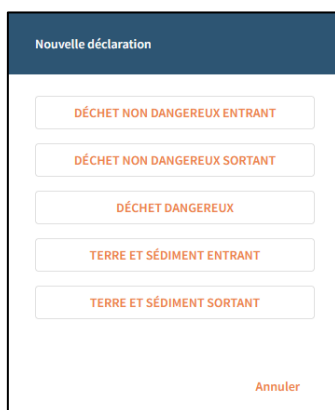 Nouvelle déclaration
DÉCHET NON DANGEREUX ENTRANT
DÉCHET NON DANGEREUX SORTANT
DÉCHET DANGEREUX
TERRE ET SÉDIMENT ENTRANT
TERRE ET SÉDIMENT SORTANT
Annuler